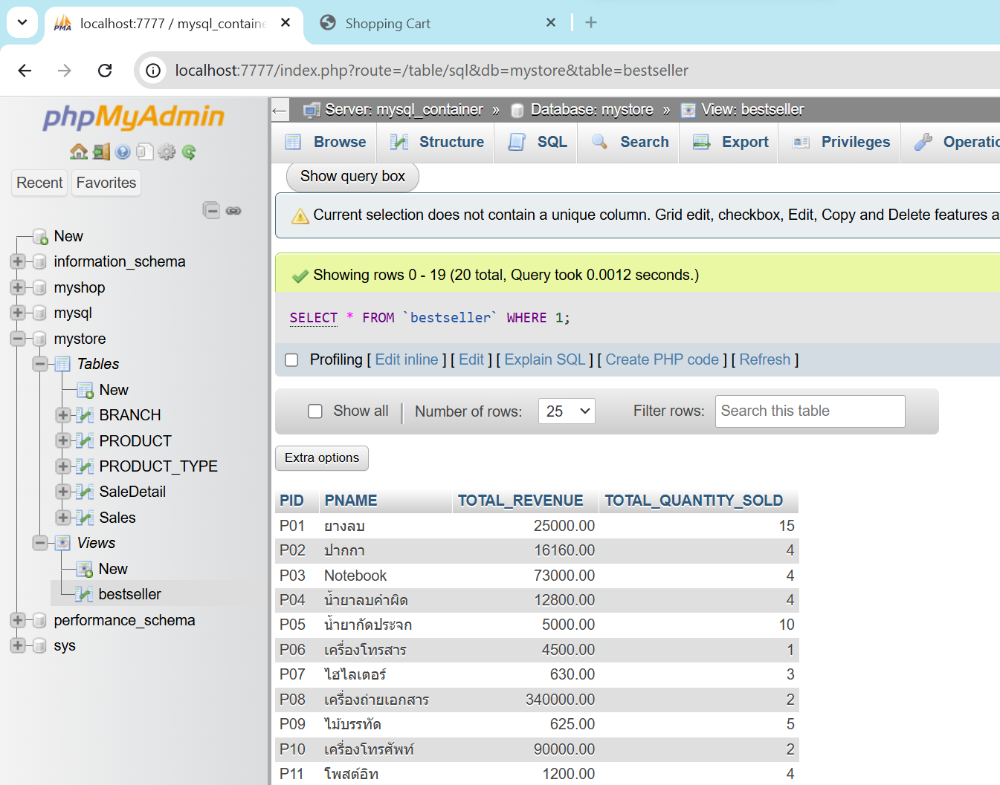 localhost:7777 / mysql_containe
Shopping Cart
localhost:7777/index.php?route=/table/sql&db=mystore&table=bestseller
phpMyAdmin
Recent
Favorites
New
information_schema
myshop
mysql
mystore
Tables
New
BRANCH
PRODUCT
PRODUCT_TYPE
SaleDetail
Sales
Views
New
bestseller
performance_schema
sys
Server: mysql_container » Database: mystore » View: bestseller
Browse Structure SQL Search Export Privileges Operatio
Show query box
Current selection does not contain a unique column. Grid edit, checkbox, Edit, Copy and Delete features a
Showing rows 0 - 19 (20 total, Query took 0.0012 seconds.)
SELECT * FROM `bestseller` WHERE 1;
Profiling [ Edit inline ] [ Edit ] [ Explain SQL ] [ Create PHP code ] [ Refresh ]
Show all | Number of rows: 25 Filter rows: Search this table
Extra options
PID PNAME TOTAL_REVENUE TOTAL_QUANTITY_SOLD
P01 ยางลบ 25000.00 15
P02 ปากกา 16160.00 4
P03 Notebook 73000.00 4
P04 น้ำยาลบคำผิด 12800.00 4
P05 น้ำยากัดประจก 5000.00 10
P06 เครื่องโทรสาร 4500.00 1
P07 ไฮไลเตอร์ 630.00 3
P08 เครื่องถ่ายเอกสาร 340000.00 2
P09 ไม้บรรทัด 625.00 5
P10 เครื่องโทรศัพท์ 90000.00 2
P11 โพสต์อิท 1200.00 4